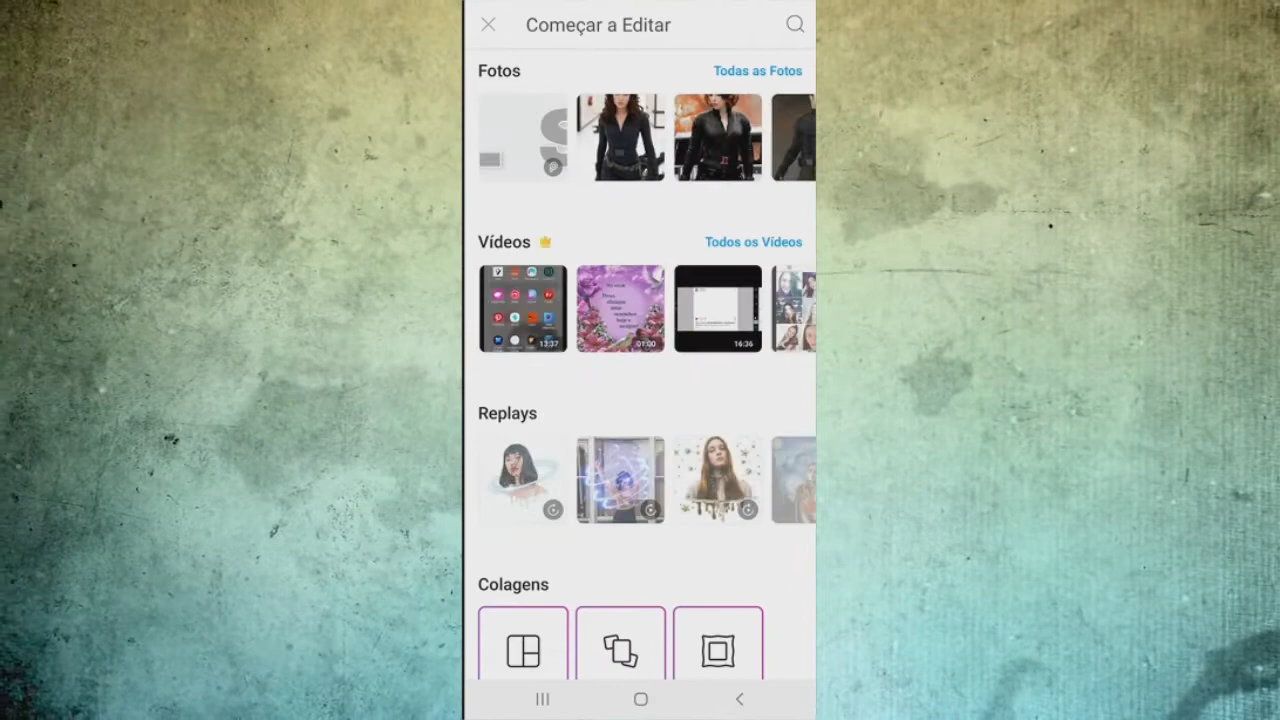 Começar a Editar
Fotos
Todas as Fotos
S
Vídeos
Todos os Vídeos
13:37
01:00
16:36
Replays
Colagens